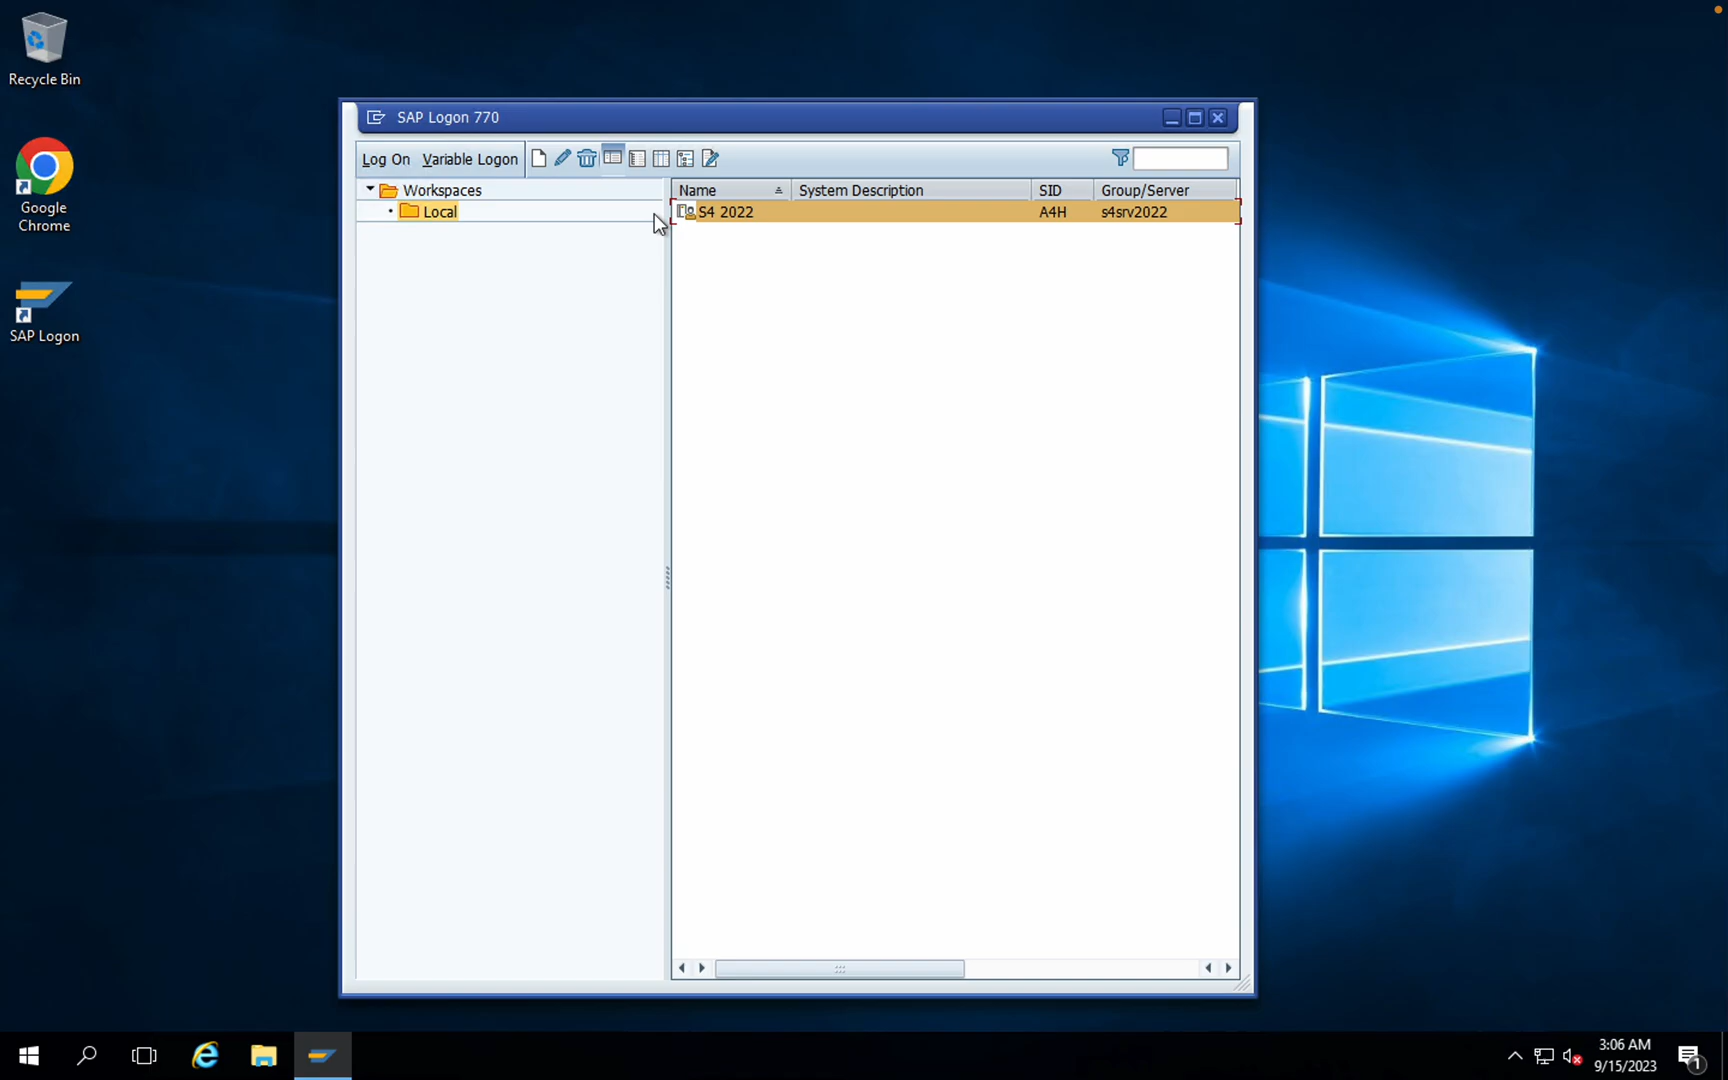 Recycle Bin
Google
Chrome
SAP Logon
SAP Logon 770
Log On Variable Logon
Workspaces
Local
Name System Description SID Group/Server
S4 2022 A4H s4srv2022
3:06 AM
9/15/2023
1